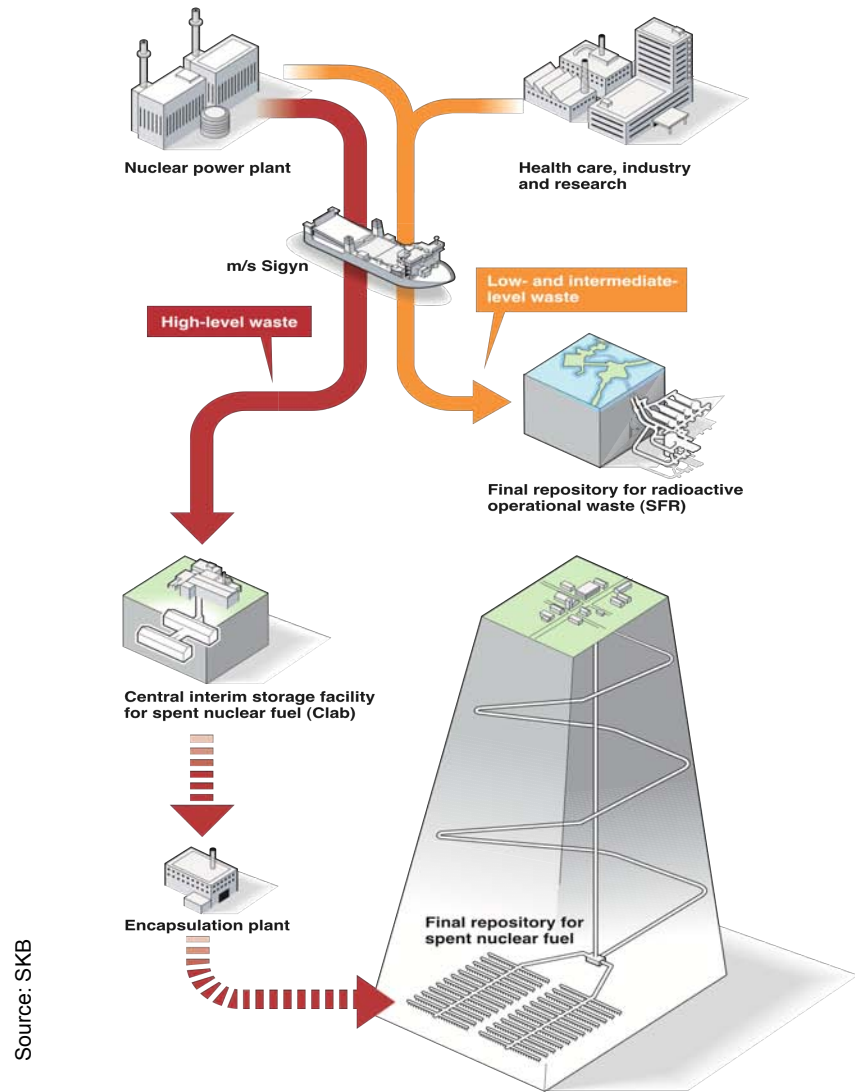 Nuclear power plant
Health care, industry
and research
m/s Sigyn
Low- and intermediate-
level waste
High-level waste
Final repository for radioactive
operational waste (SFR)
Central interim storage facility
for spent nuclear fuel (Clab)
Encapsulation plant
Final repository for
spent nuclear fuel
Source: SKB